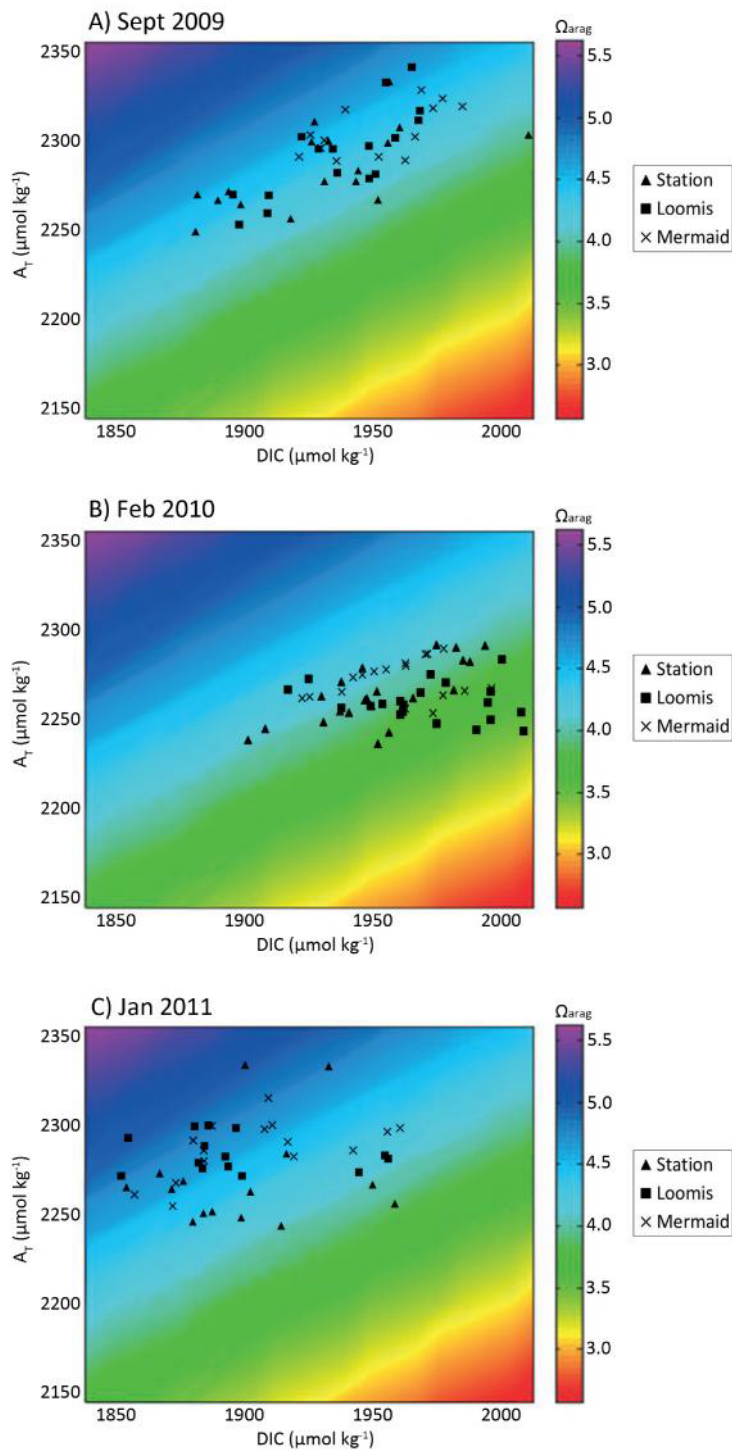 A) Sept 2009
Ωarag
2350
2300
2250
2200
2150
A_T (μmol kg⁻¹)
1850 1900 1950 2000
DIC (μmol kg⁻¹)
5.5
5.0
4.5
4.0
3.5
3.0
▲ Station
■ Loomis
× Mermaid
B) Feb 2010
Ωarag
2350
2300
2250
2200
2150
A_T (μmol kg⁻¹)
1850 1900 1950 2000
DIC (μmol kg⁻¹)
5.5
5.0
4.5
4.0
3.5
3.0
▲ Station
■ Loomis
× Mermaid
C) Jan 2011
Ωarag
2350
2300
2250
2200
2150
A_T (μmol kg⁻¹)
1850 1900 1950 2000
DIC (μmol kg⁻¹)
5.5
5.0
4.5
4.0
3.5
3.0
▲ Station
■ Loomis
× Mermaid